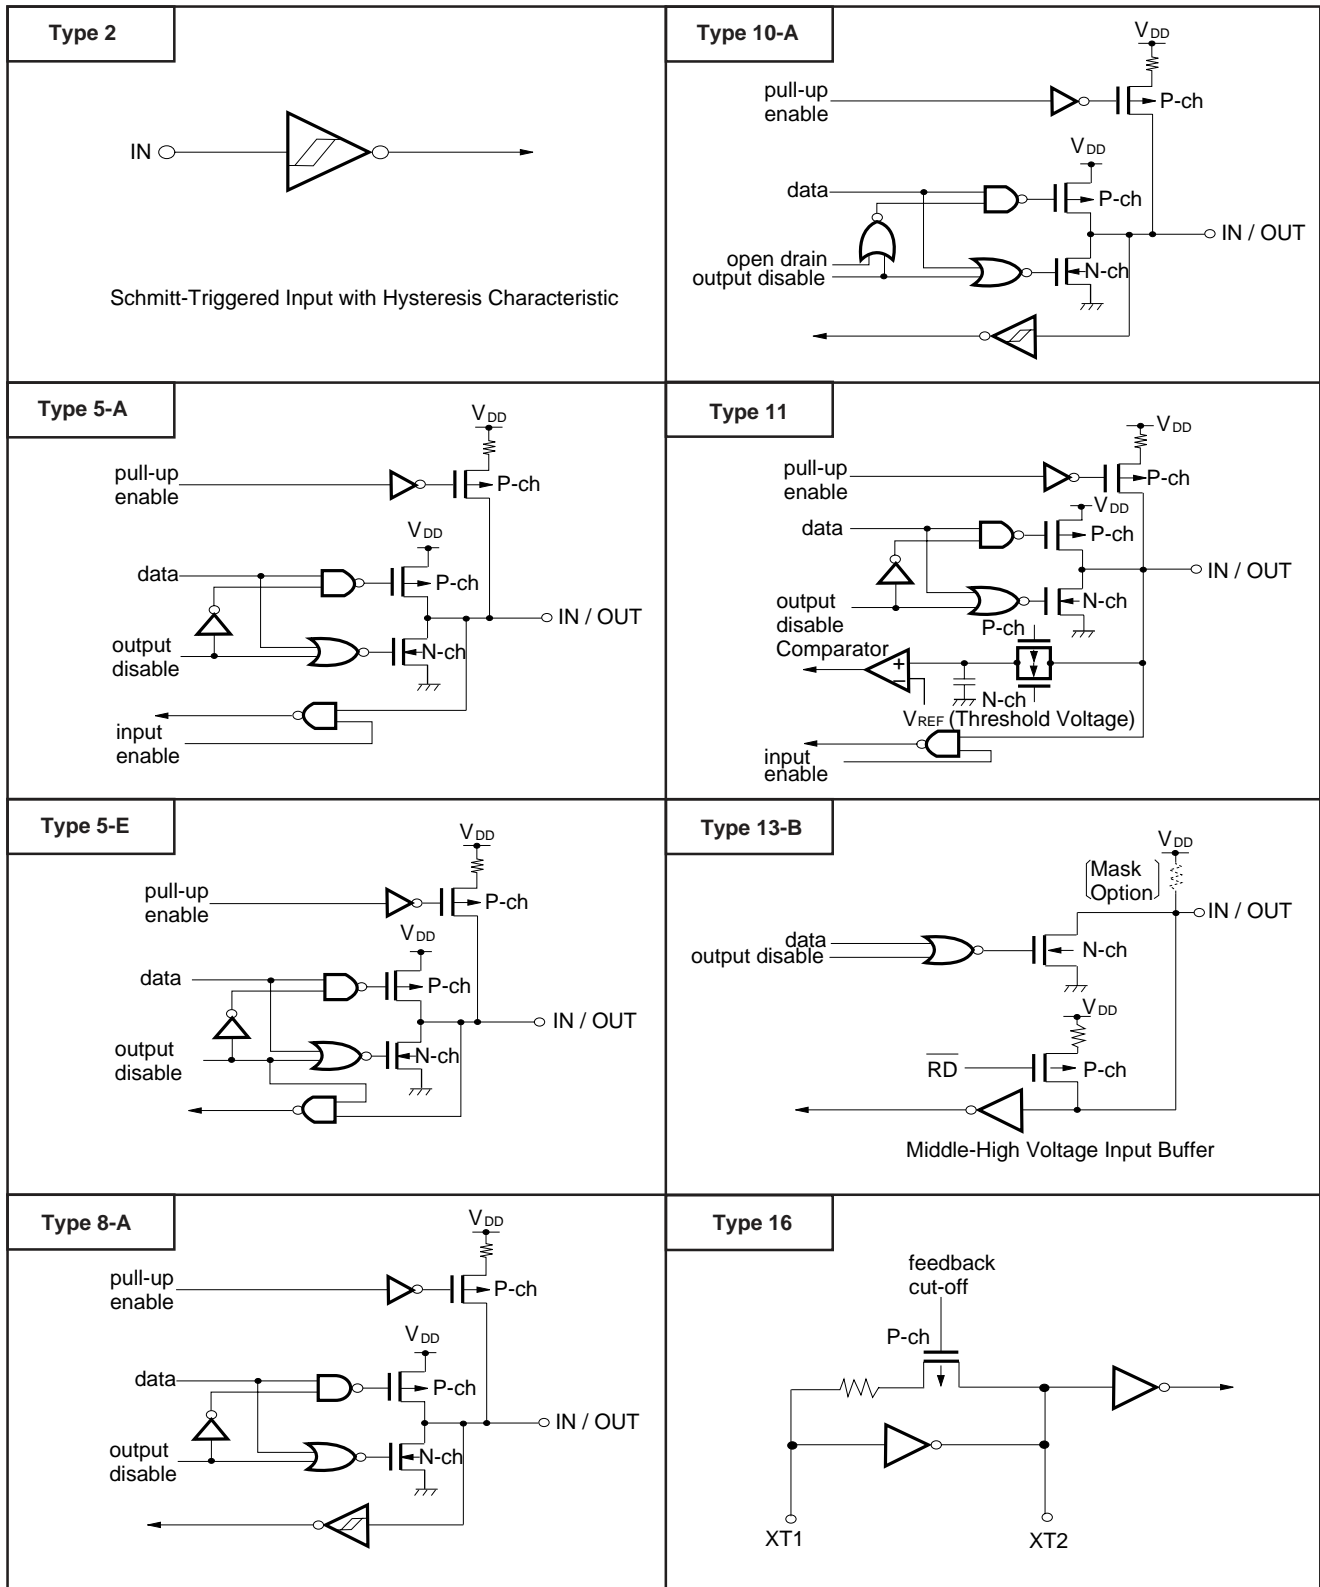 Type 2
IN
Schmitt-Triggered Input with Hysteresis Characteristic
Type 10-A
VDD
pull-up
enable
P-ch
VDD
data
P-ch
IN / OUT
open drain
output disable
N-ch
Type 5-A
VDD
pull-up
enable
P-ch
VDD
data
P-ch
IN / OUT
output
disable
N-ch
input
enable
Type 11
VDD
pull-up
enable
P-ch
VDD
data
P-ch
IN / OUT
output
disable
N-ch
P-ch
Comparator
+
−
N-ch
VREF (Threshold Voltage)
input
enable
Type 5-E
VDD
pull-up
enable
P-ch
VDD
data
P-ch
IN / OUT
output
disable
N-ch
Type 13-B
VDD
(Mask
Option)
IN / OUT
data
output disable
N-ch
VDD
RD
P-ch
Middle-High Voltage Input Buffer
Type 8-A
VDD
pull-up
enable
P-ch
VDD
data
P-ch
IN / OUT
output
disable
N-ch
Type 16
feedback
cut-off
P-ch
XT1
XT2